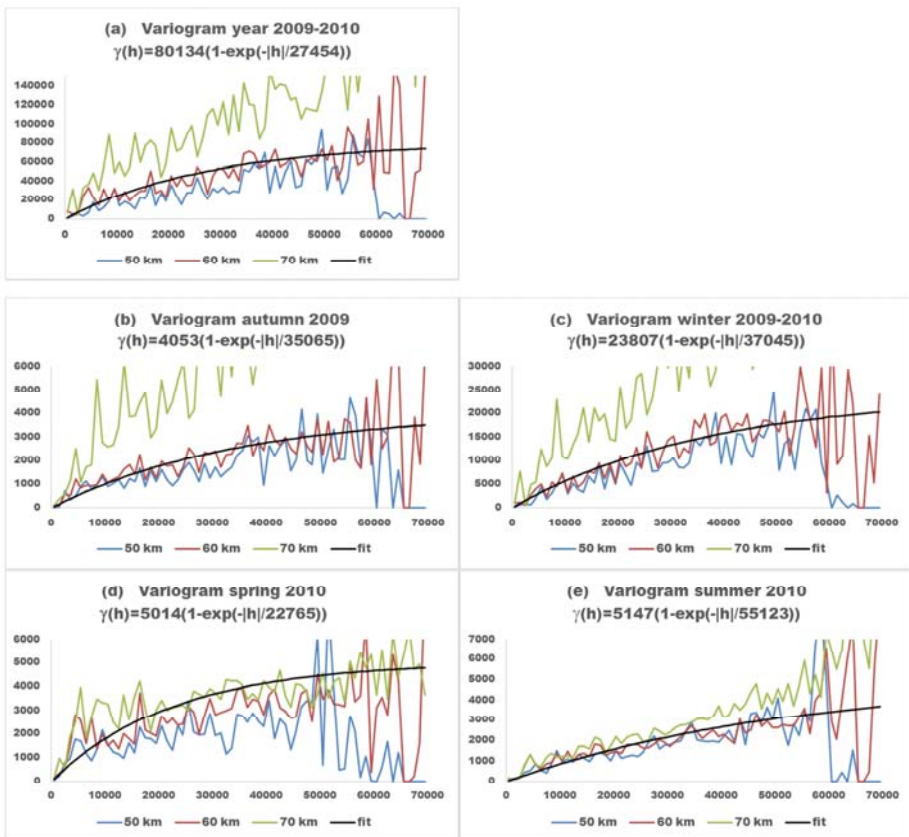 (a) Variogram year 2009-2010
γ(h)=80134(1-exp(-|h|/27454))
140000
120000
100000
80000
60000
40000
20000
0
0 10000 20000 30000 40000 50000 60000 70000
50 km 60 km 70 km fit
(b) Variogram autumn 2009
γ(h)=4053(1-exp(-|h|/35065))
6000
5000
4000
3000
2000
1000
0
0 10000 20000 30000 40000 50000 60000 70000
50 km 60 km 70 km fit
(c) Variogram winter 2009-2010
γ(h)=23807(1-exp(-|h|/37045))
30000
25000
20000
15000
10000
5000
0
0 10000 20000 30000 40000 50000 60000 70000
50 km 60 km 70 km fit
(d) Variogram spring 2010
γ(h)=5014(1-exp(-|h|/22765))
6000
5000
4000
3000
2000
1000
0
0 10000 20000 30000 40000 50000 60000 70000
50 km 60 km 70 km fit
(e) Variogram summer 2010
γ(h)=5147(1-exp(-|h|/55123))
7000
6000
5000
4000
3000
2000
1000
0
0 10000 20000 30000 40000 50000 60000 70000
50 km 60 km 70 km fit